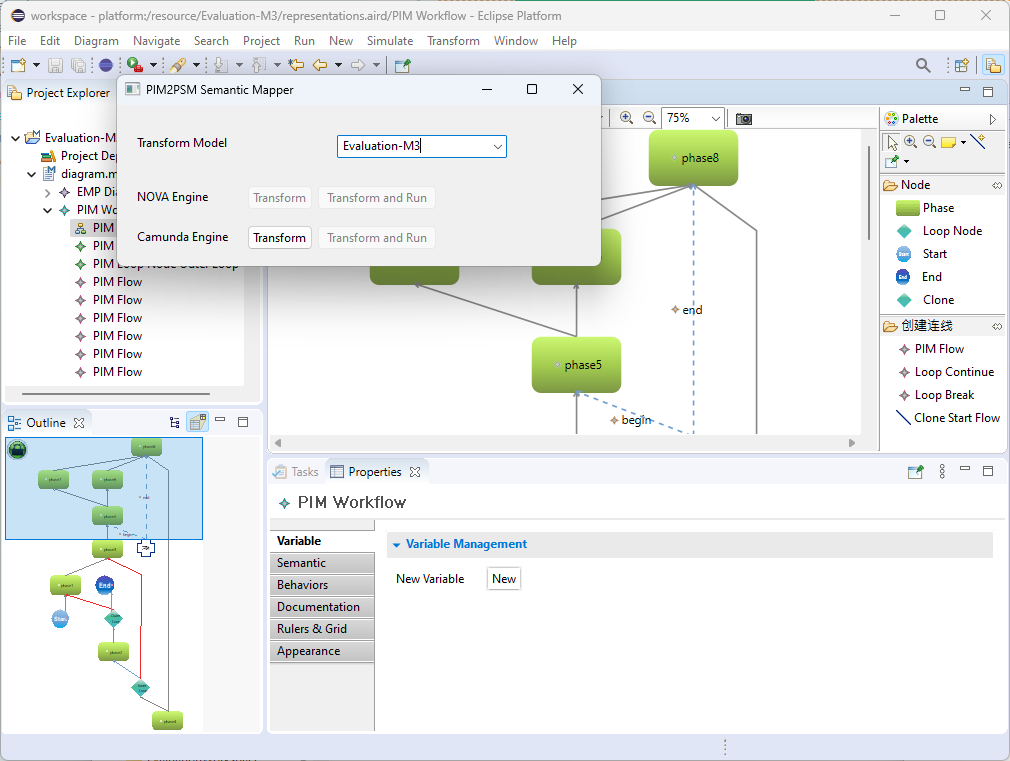 workspace - platform:/resource/Evaluation-M3/representations.aird/PIM Workflow - Eclipse Platform
File Edit Diagram Navigate Search Project Run New Simulate Transform Window Help
Project Explorer
Evaluation-M
Project Dep
diagram.m
EMP Dia
PIM Wo
PIM
PIM
PIM Loop Node Outer Loop
PIM Flow
PIM Flow
PIM Flow
PIM Flow
PIM Flow
PIM Flow
PIM2PSM Semantic Mapper
Transform Model
Evaluation-M3
NOVA Engine
Transform
Transform and Run
Camunda Engine
Transform
Transform and Run
75%
phase8
end
phase5
begin
Palette
Node
Phase
Loop Node
Start
End
Clone
创建连线
PIM Flow
Loop Continue
Loop Break
Clone Start Flow
Outline
End
Tasks
Properties
PIM Workflow
Variable
Semantic
Behaviors
Documentation
Rulers & Grid
Appearance
Variable Management
New Variable
New